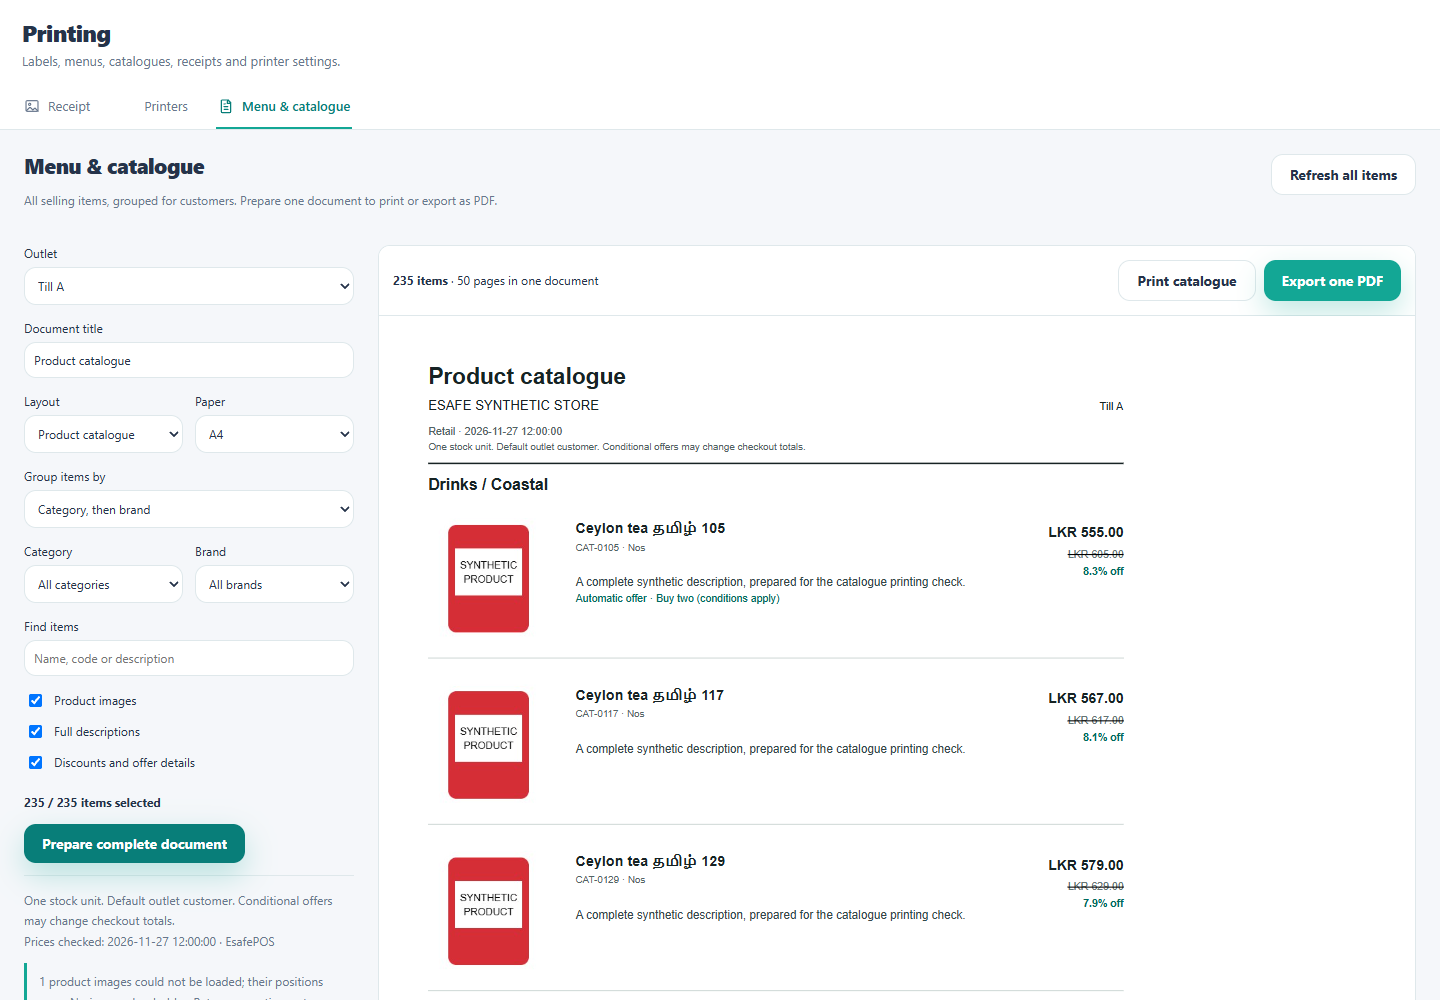 Printing
Labels, menus, catalogues, receipts and printer settings.
Receipt
Printers
Menu & catalogue
Menu & catalogue
All selling items, grouped for customers. Prepare one document to print or export as PDF.
Refresh all items
Outlet
Till A
Document title
Product catalogue
Layout
Paper
Product catalogue
A4
Group items by
Category, then brand
Category
Brand
All categories
All brands
Find items
Name, code or description
Product images
Full descriptions
Discounts and offer details
235 / 235 items selected
Prepare complete document
One stock unit. Default outlet customer. Conditional offers
may change checkout totals.
Prices checked: 2026-11-27 12:00:00 · EsafePOS
1 product images could not be loaded; their positions
235 items · 50 pages in one document
Print catalogue
Export one PDF
Product catalogue
ESAFE SYNTHETIC STORE
Till A
Retail · 2026-11-27 12:00:00
One stock unit. Default outlet customer. Conditional offers may change checkout totals.
Drinks / Coastal
SYNTHETIC
PRODUCT
Ceylon tea தமிழ் 105
CAT-0105 · Nos
A complete synthetic description, prepared for the catalogue printing check.
Automatic offer · Buy two (conditions apply)
LKR 555.00
LKR 605.00
8.3% off
SYNTHETIC
PRODUCT
Ceylon tea தமிழ் 117
CAT-0117 · Nos
A complete synthetic description, prepared for the catalogue printing check.
LKR 567.00
LKR 617.00
8.1% off
SYNTHETIC
PRODUCT
Ceylon tea தமிழ் 129
CAT-0129 · Nos
A complete synthetic description, prepared for the catalogue printing check.
LKR 579.00
LKR 629.00
7.9% off